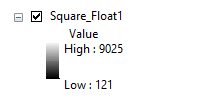 Square_Float1
Value
High : 9025
Low : 121